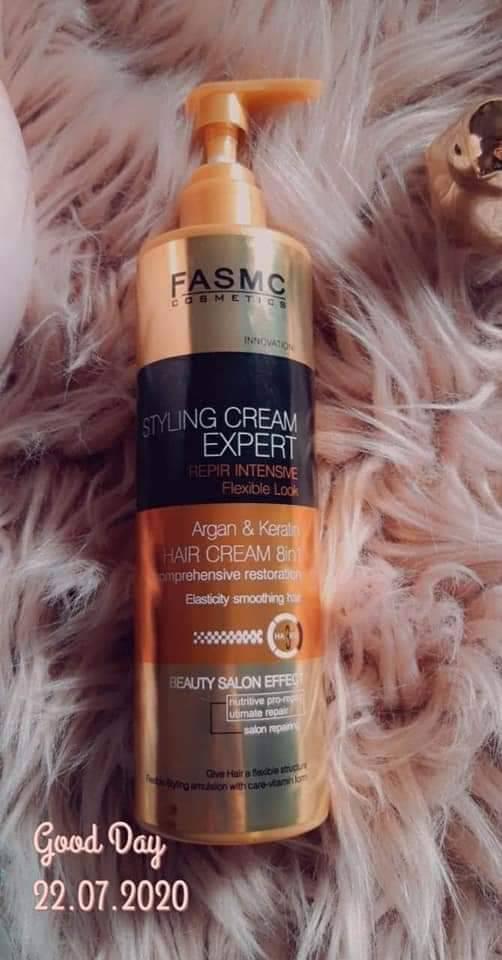 FASMC
COSMETICS
INNOVATION
STYLING CREAM
EXPERT
REPIR INTENSIVE
Flexible Look
Argan & Keratin
HAIR CREAM 8in1
comprehensive restoration
Elasticity smoothing hair
BEAUTY SALON EFFECT
nutritive pro-repair
utimate repair
salon repairing
Give Hair a flexible structure
Flexible styling emulsion with care-vitamin form
Good Day
22.07.2020